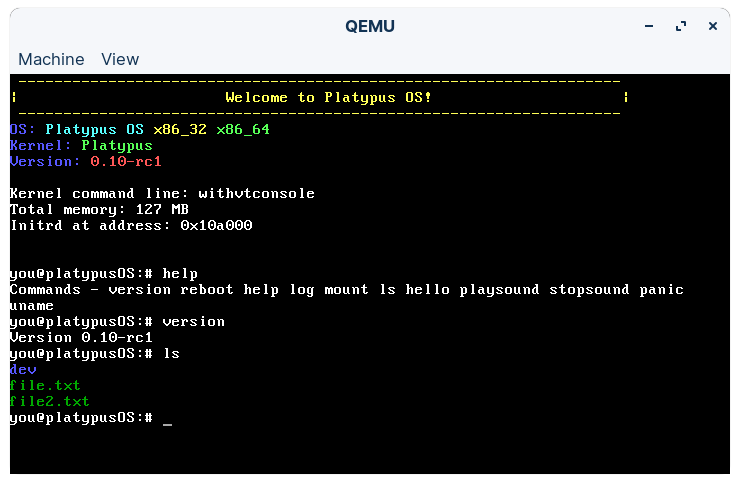 QEMU
Machine View
----------------------------------------------------------------
| Welcome to Platypus OS! |
----------------------------------------------------------------
OS: Platypus OS x86_32 x86_64
Kernel: Platypus
Version: 0.10-rc1
Kernel command line: withvtconsole
Total memory: 127 MB
Initrd at address: 0x10a000
you@platypusOS:# help
Commands - version reboot help log mount ls hello playsound stopsound panic
uname
you@platypusOS:# version
Version 0.10-rc1
you@platypusOS:# ls
dev
file.txt
file2.txt
you@platypusOS:# _